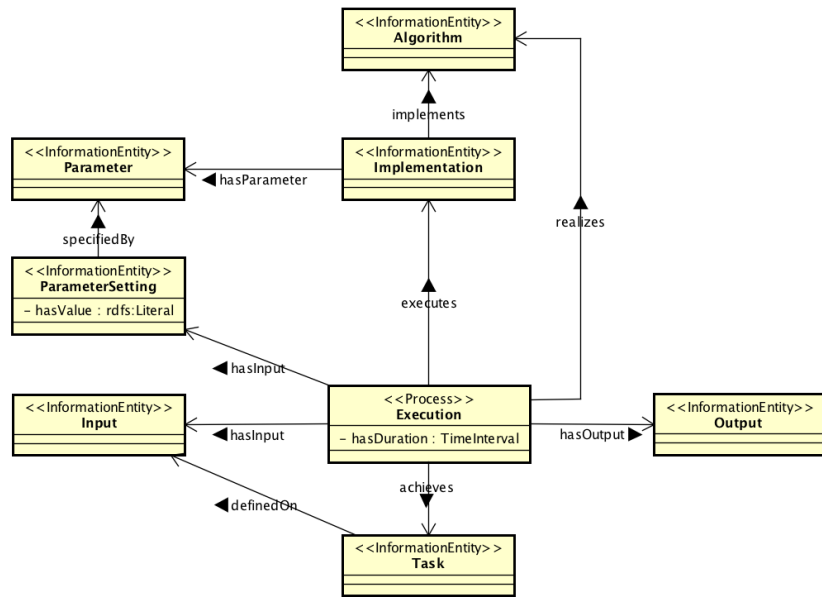 <<InformationEntity>>
Algorithm
implements
<<InformationEntity>>
Parameter
<<InformationEntity>>
Implementation
hasParameter
realizes
specifiedBy
<<InformationEntity>>
ParameterSetting
- hasValue : rdfs:Literal
executes
hasInput
<<Process>>
Execution
- hasDuration : TimeInterval
<<InformationEntity>>
Input
hasInput
hasOutput
<<InformationEntity>>
Output
achieves
definedOn
<<InformationEntity>>
Task